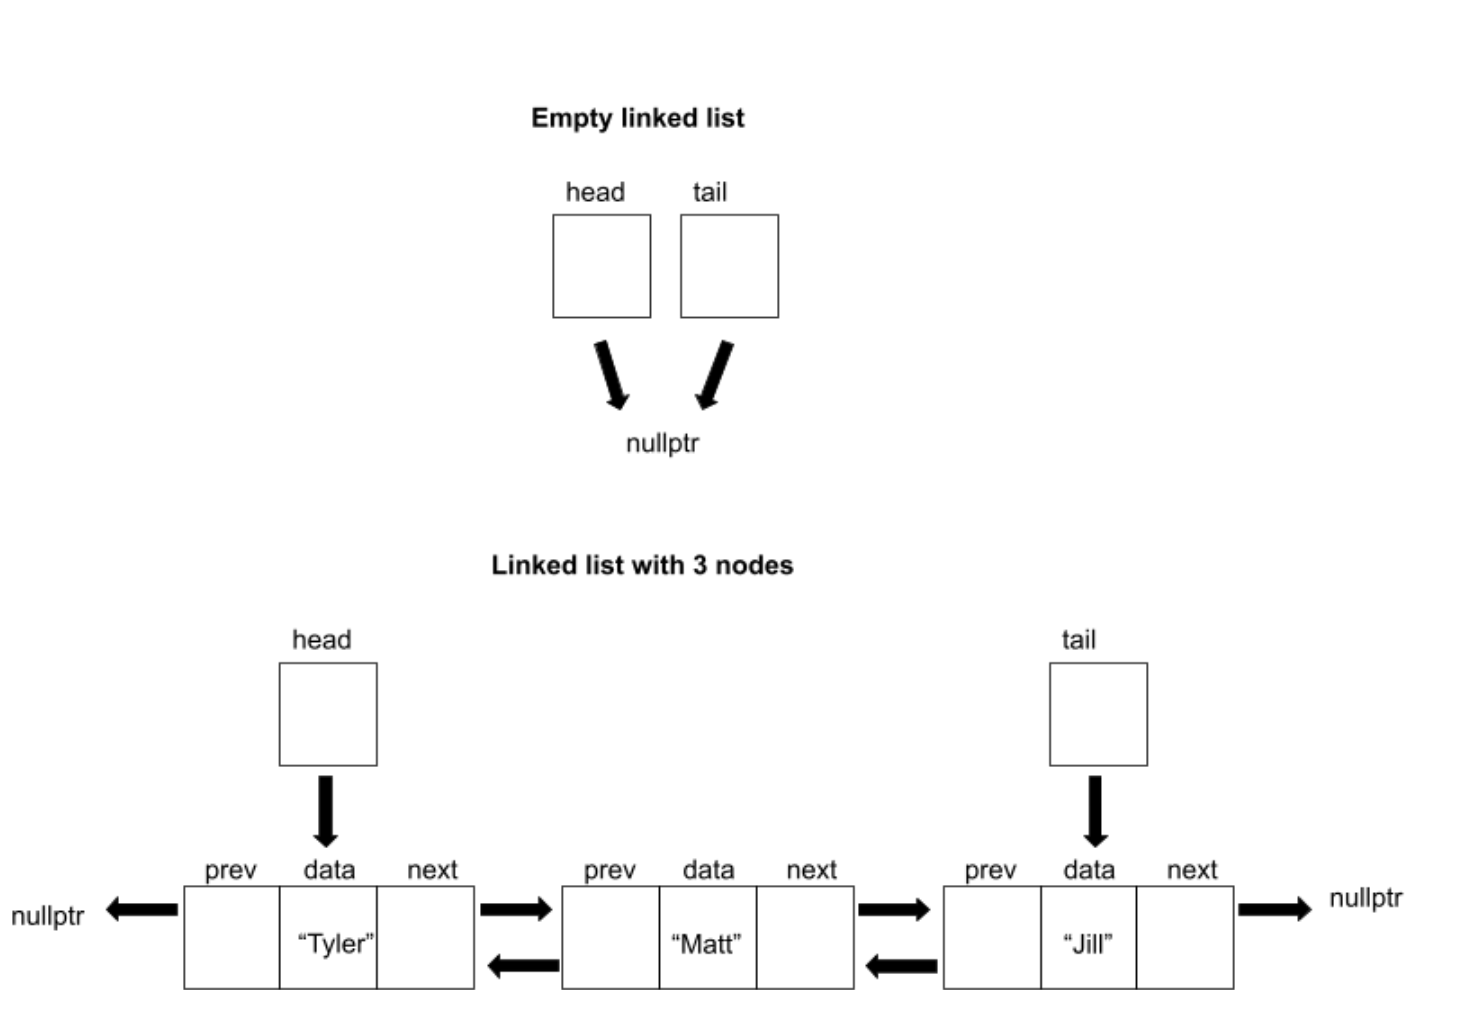 Empty linked list
head tail
nullptr
Linked list with 3 nodes
head tail
prev data next prev data next prev data next
nullptr “Tyler” “Matt” “Jill” nullptr